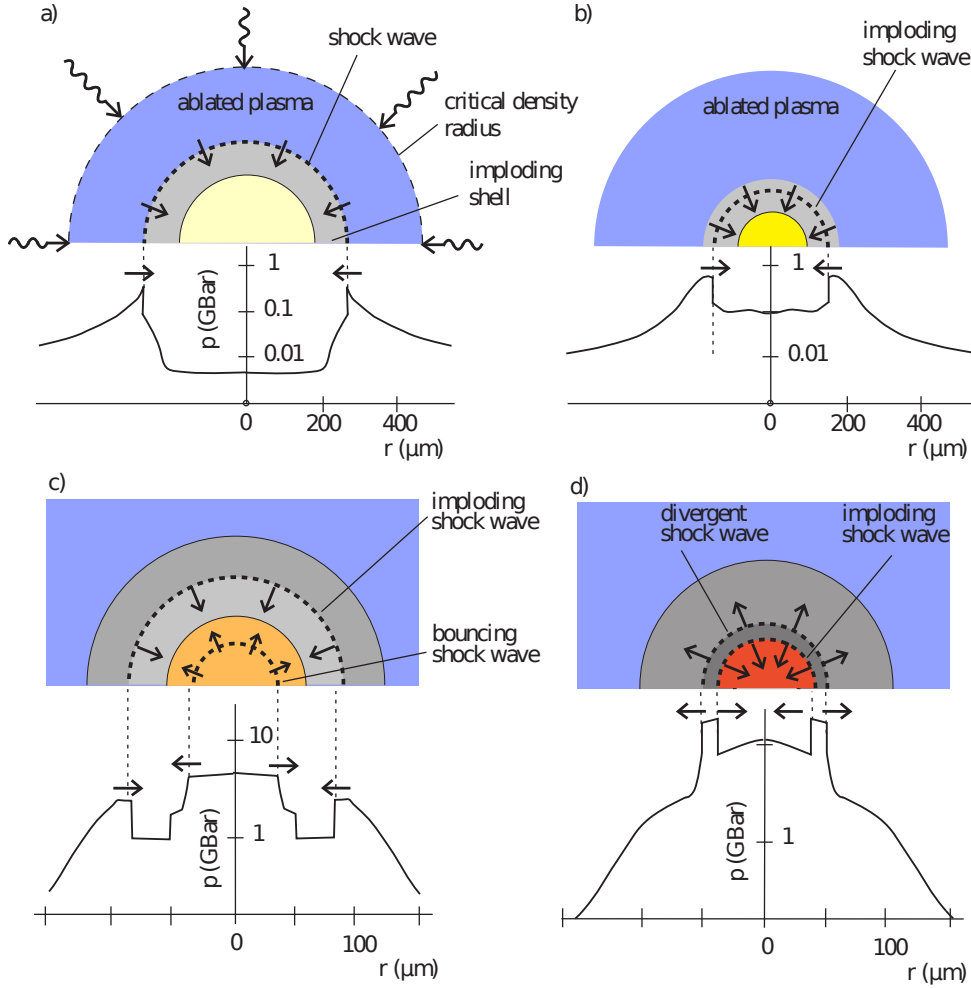 a)
shock wave
ablated plasma
critical density
radius
imploding
shell
p (GBar)
1
0.1
0.01
0
200
400
r (μm)
b)
imploding
shock wave
ablated plasma
p (GBar)
1
0.01
0
200
400
r (μm)
c)
imploding
shock wave
bouncing
shock wave
10
p (GBar)
1
0
100
r (μm)
d)
divergent
shock wave
imploding
shock wave
p (GBar)
1
0
100
r (μm)